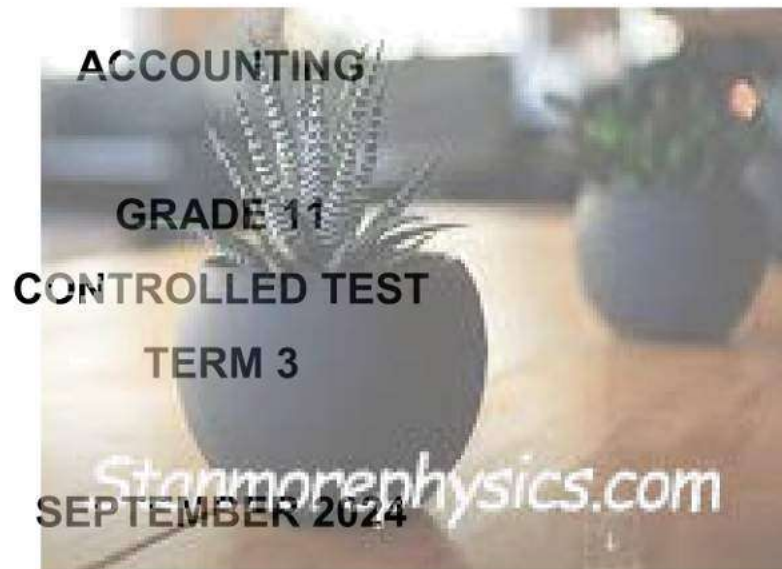 ACCOUNTING
GRADE 11
CONTROLLED TEST
TERM 3
Stanmorephysics.com
SEPTEMBER 2024